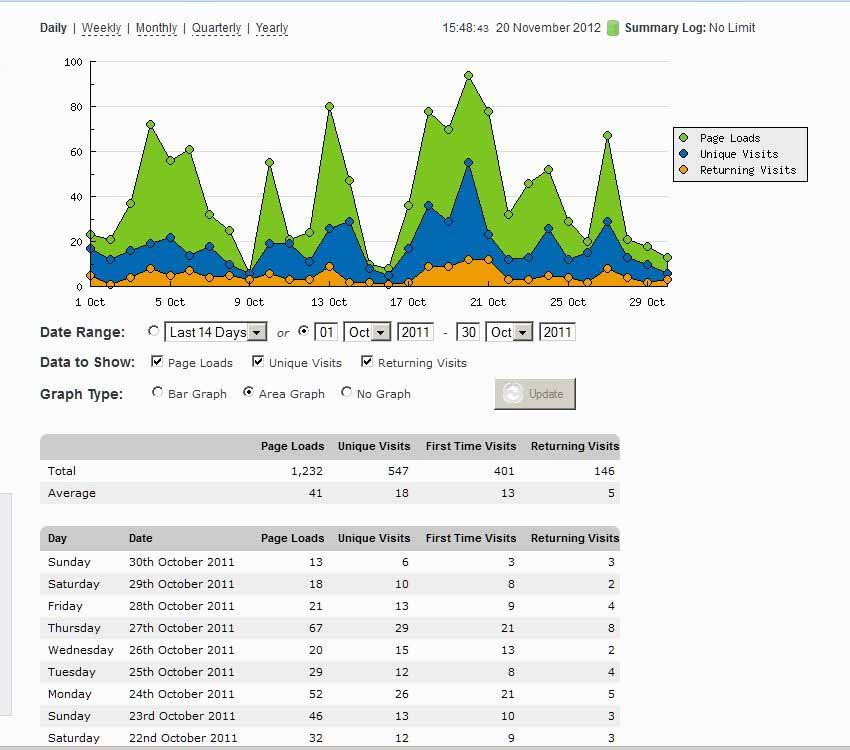 Daily | Weekly | Monthly | Quarterly | Yearly 15:48:43 20 November 2012 Summary Log: No Limit
100
80
60
40
20
0
1 Oct 5 Oct 9 Oct 13 Oct 17 Oct 21 Oct 25 Oct 29 Oct
Page Loads
Unique Visits
Returning Visits
Date Range: Last 14 Days or 01 Oct 2011 - 30 Oct 2011
Data to Show: Page Loads Unique Visits Returning Visits
Graph Type: Bar Graph Area Graph No Graph Update
Page Loads Unique Visits First Time Visits Returning Visits
Total 1,232 547 401 146
Average 41 18 13 5
Day Date Page Loads Unique Visits First Time Visits Returning Visits
Sunday 30th October 2011 13 6 3 3
Saturday 29th October 2011 18 10 8 2
Friday 28th October 2011 21 13 9 4
Thursday 27th October 2011 67 29 21 8
Wednesday 26th October 2011 20 15 13 2
Tuesday 25th October 2011 29 12 8 4
Monday 24th October 2011 52 26 21 5
Sunday 23rd October 2011 46 13 10 3
Saturday 22nd October 2011 32 12 9 3